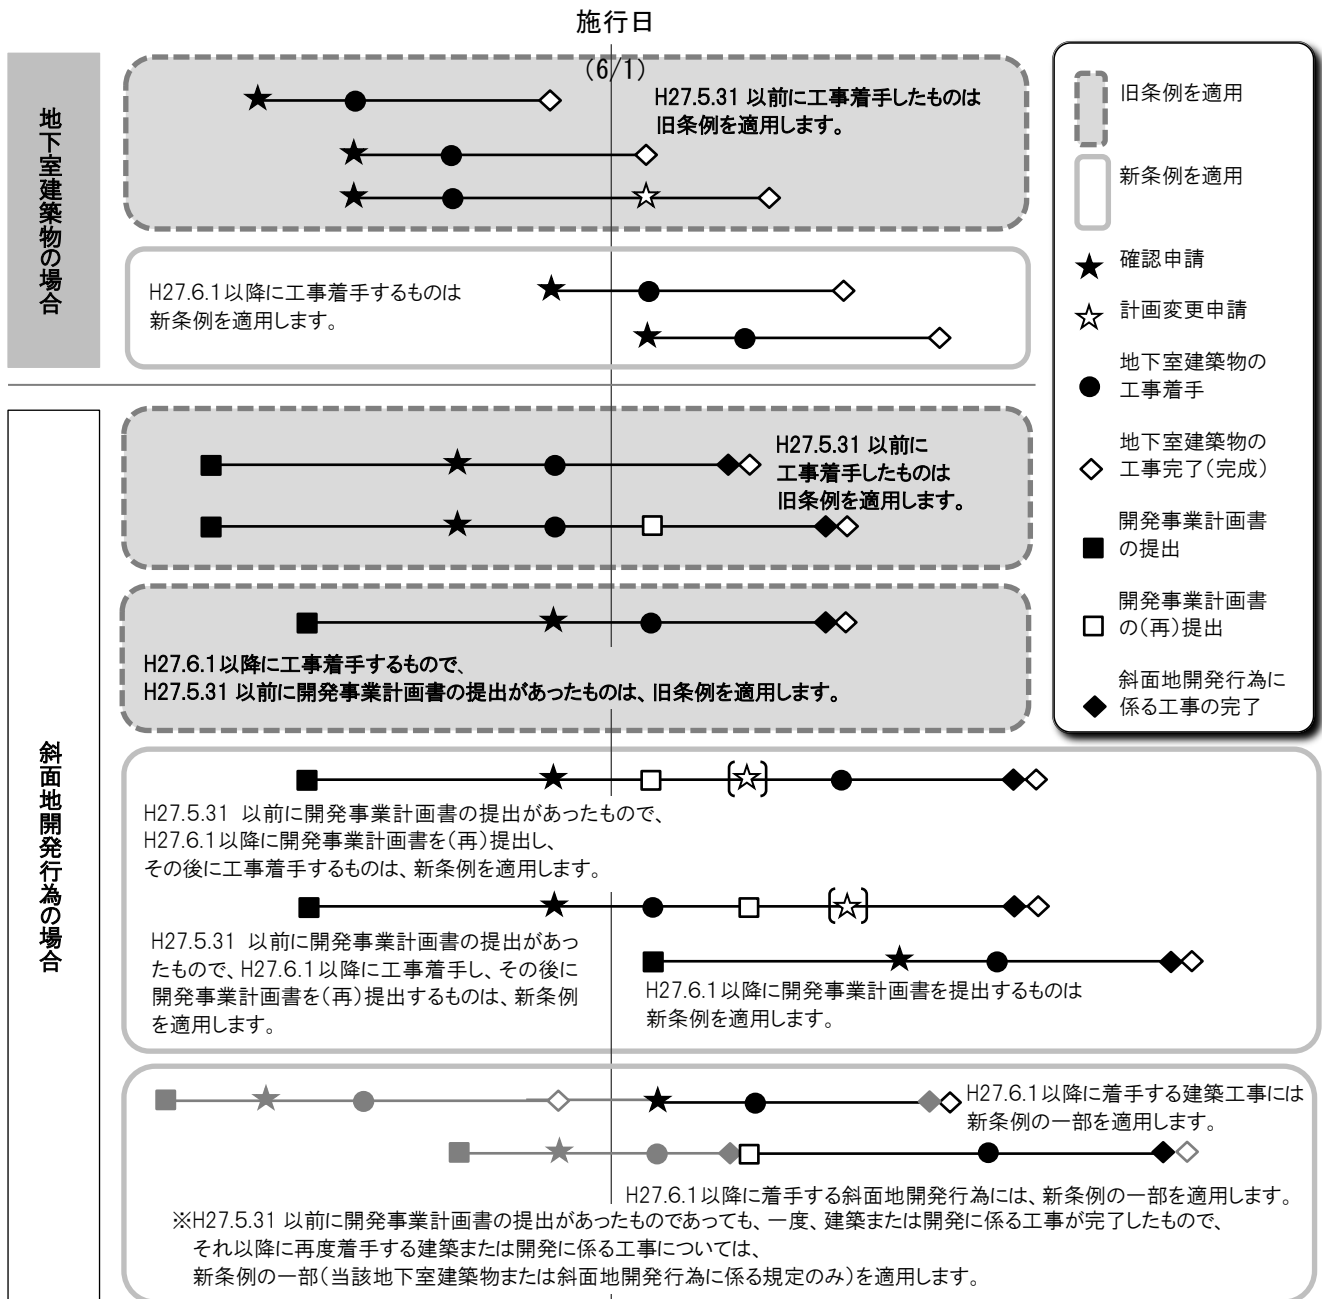 施行日
(6/1)
地下室建築物の場合
H27.5.31 以前に工事着手したものは
旧条例を適用します。
H27.6.1以降に工事着手するものは
新条例を適用します。
旧条例を適用
新条例を適用
確認申請
計画変更申請
地下室建築物の
工事着手
地下室建築物の
工事完了(完成)
開発事業計画書
の提出
開発事業計画書
の(再)提出
斜面地開発行為に
係る工事の完了
斜面地開発行為の場合
H27.5.31 以前に
工事着手したものは
旧条例を適用します。
H27.6.1以降に工事着手するもので、
H27.5.31 以前に開発事業計画書の提出があったものは、旧条例を適用します。
H27.5.31 以前に開発事業計画書の提出があったもので、
H27.6.1以降に開発事業計画書を(再)提出し、
その後に工事着手するものは、新条例を適用します。
H27.5.31 以前に開発事業計画書の提出があっ
たもので、H27.6.1以降に工事着手し、その後に
開発事業計画書を(再)提出するものは、新条例
を適用します。
H27.6.1以降に開発事業計画書を提出するものは
新条例を適用します。
H27.6.1以降に着手する建築工事には
新条例の一部を適用します。
H27.6.1以降に着手する斜面地開発行為には、新条例の一部を適用します。
※H27.5.31 以前に開発事業計画書の提出があったものであっても、一度、建築または開発に係る工事が完了したもので、
それ以降に再度着手する建築または開発に係る工事については、
新条例の一部(当該地下室建築物または斜面地開発行為に係る規定のみ)を適用します。